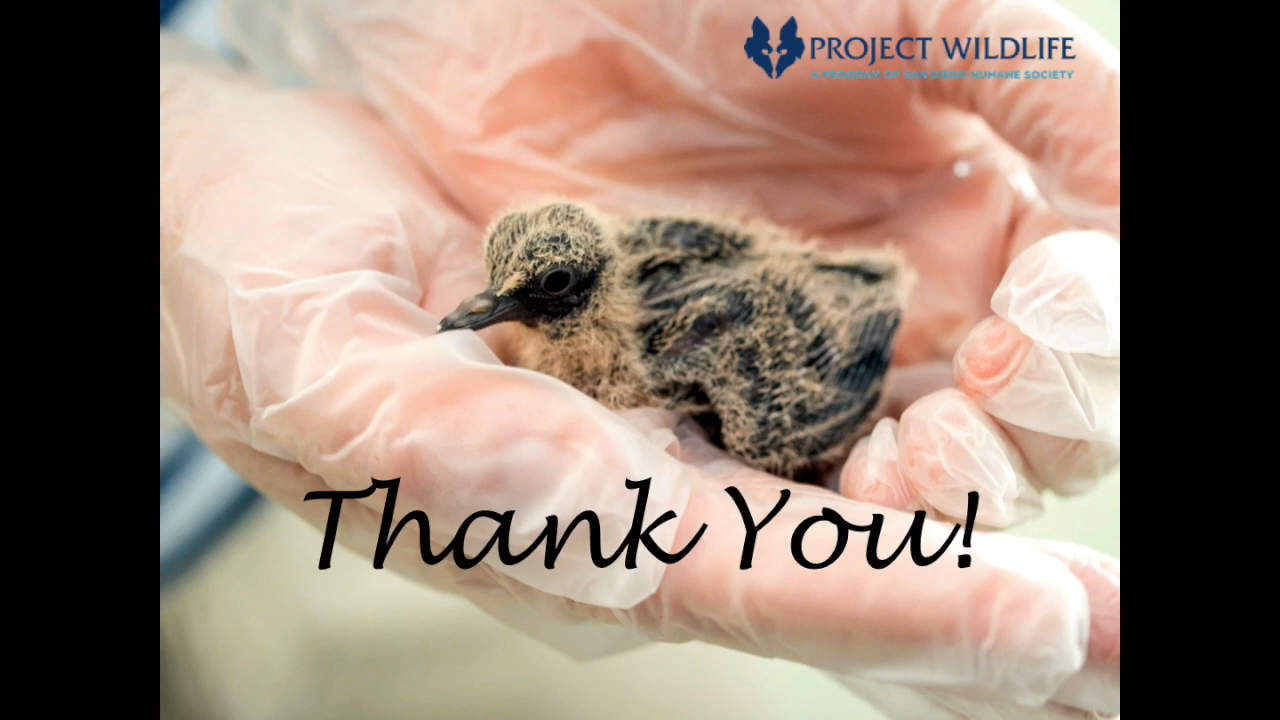 PROJECT WILDLIFE
A PROGRAM OF SAN DIEGO HUMANE SOCIETY
Thank You!